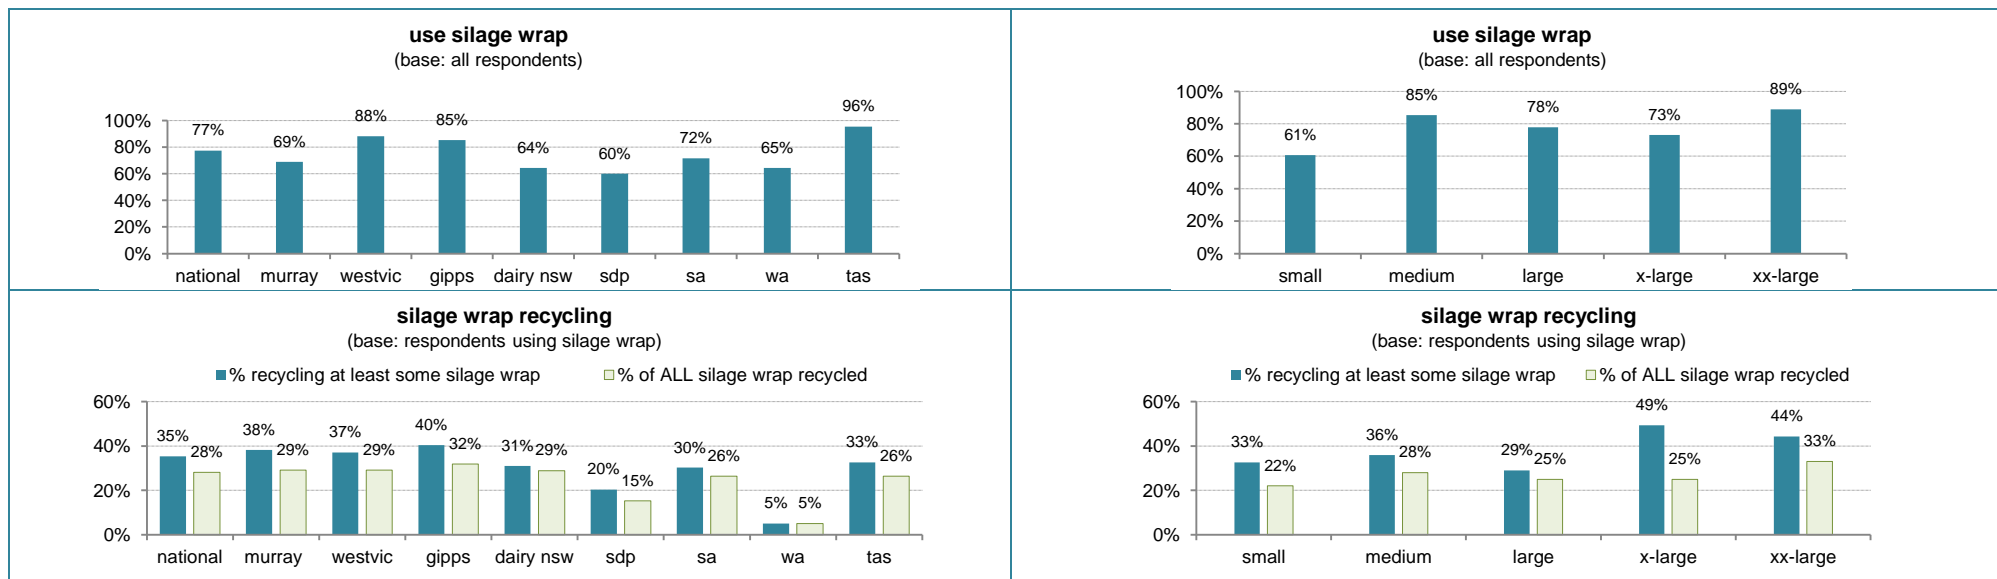 use silage wrap
(base: all respondents)
96%
88%
85%
77%
72%
69%
65%
64%
60%
100%
80%
60%
40%
20%
0%
national murray westvic gipps dairy nsw sdp sa wa tas
use silage wrap
(base: all respondents)
89%
85%
78%
73%
61%
100%
80%
60%
40%
20%
0%
small medium large x-large xx-large
silage wrap recycling
(base: respondents using silage wrap)
% recycling at least some silage wrap % of ALL silage wrap recycled
60%
40%
20%
0%
35% 28% 38% 29% 37% 29% 40% 32% 31% 29% 20% 15% 30% 26% 5% 5% 33% 26%
national murray westvic gipps dairy nsw sdp sa wa tas
silage wrap recycling
(base: respondents using silage wrap)
% recycling at least some silage wrap % of ALL silage wrap recycled
60%
40%
20%
0%
33% 22% 36% 28% 29% 25% 49% 25% 44% 33%
small medium large x-large xx-large